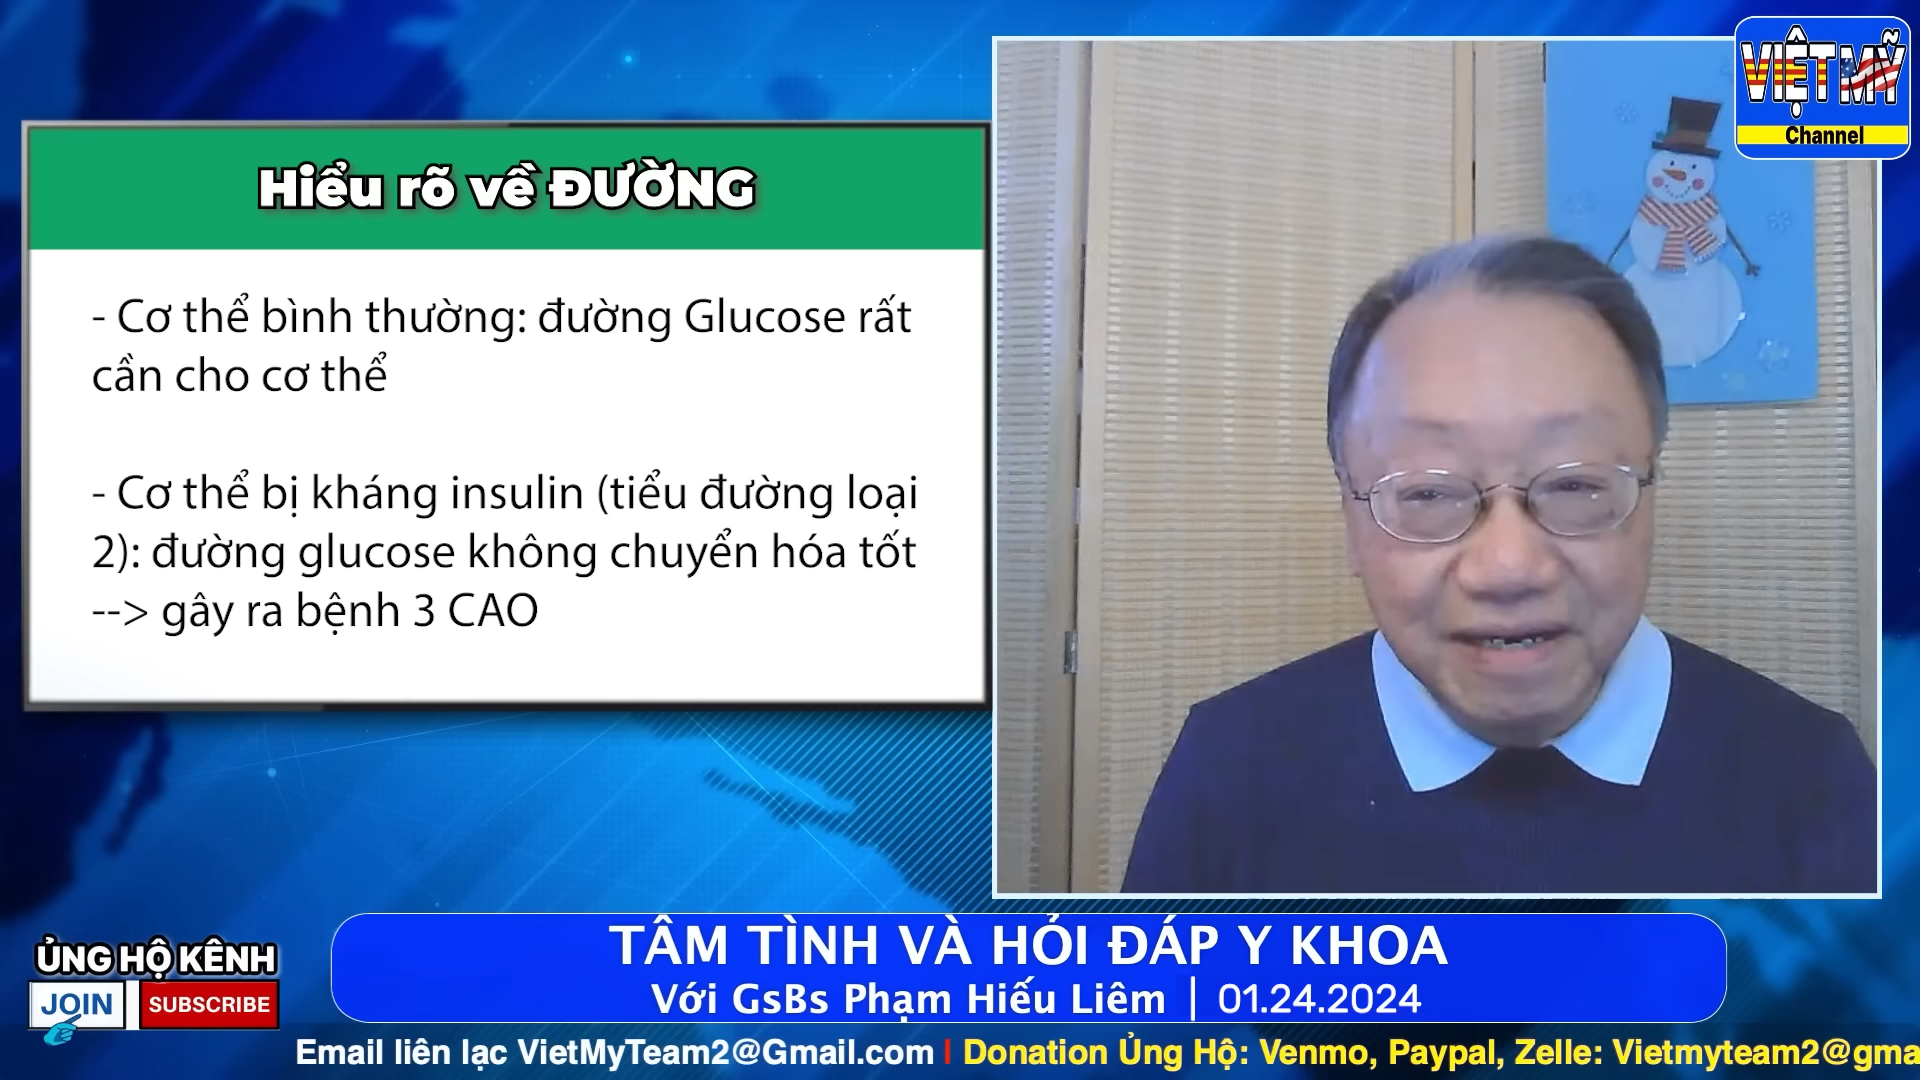 VIỆT MỸ
Channel
Hiểu rõ về ĐƯỜNG
- Cơ thể bình thường: đường Glucose rất
cần cho cơ thể
- Cơ thể bị kháng insulin (tiểu đường loại
2): đường glucose không chuyển hóa tốt
--> gây ra bệnh 3 CAO
ỦNG HỘ KÊNH
JOIN SUBSCRIBE
TÂM TÌNH VÀ HỎI ĐÁP Y KHOA
Với GsBs Phạm Hiếu Liêm | 01.24.2024
Email liên lạc VietMyTeam2@Gmail.com | Donation Ủng Hộ: Venmo, Paypal, Zelle: Vietmyteam2@gma